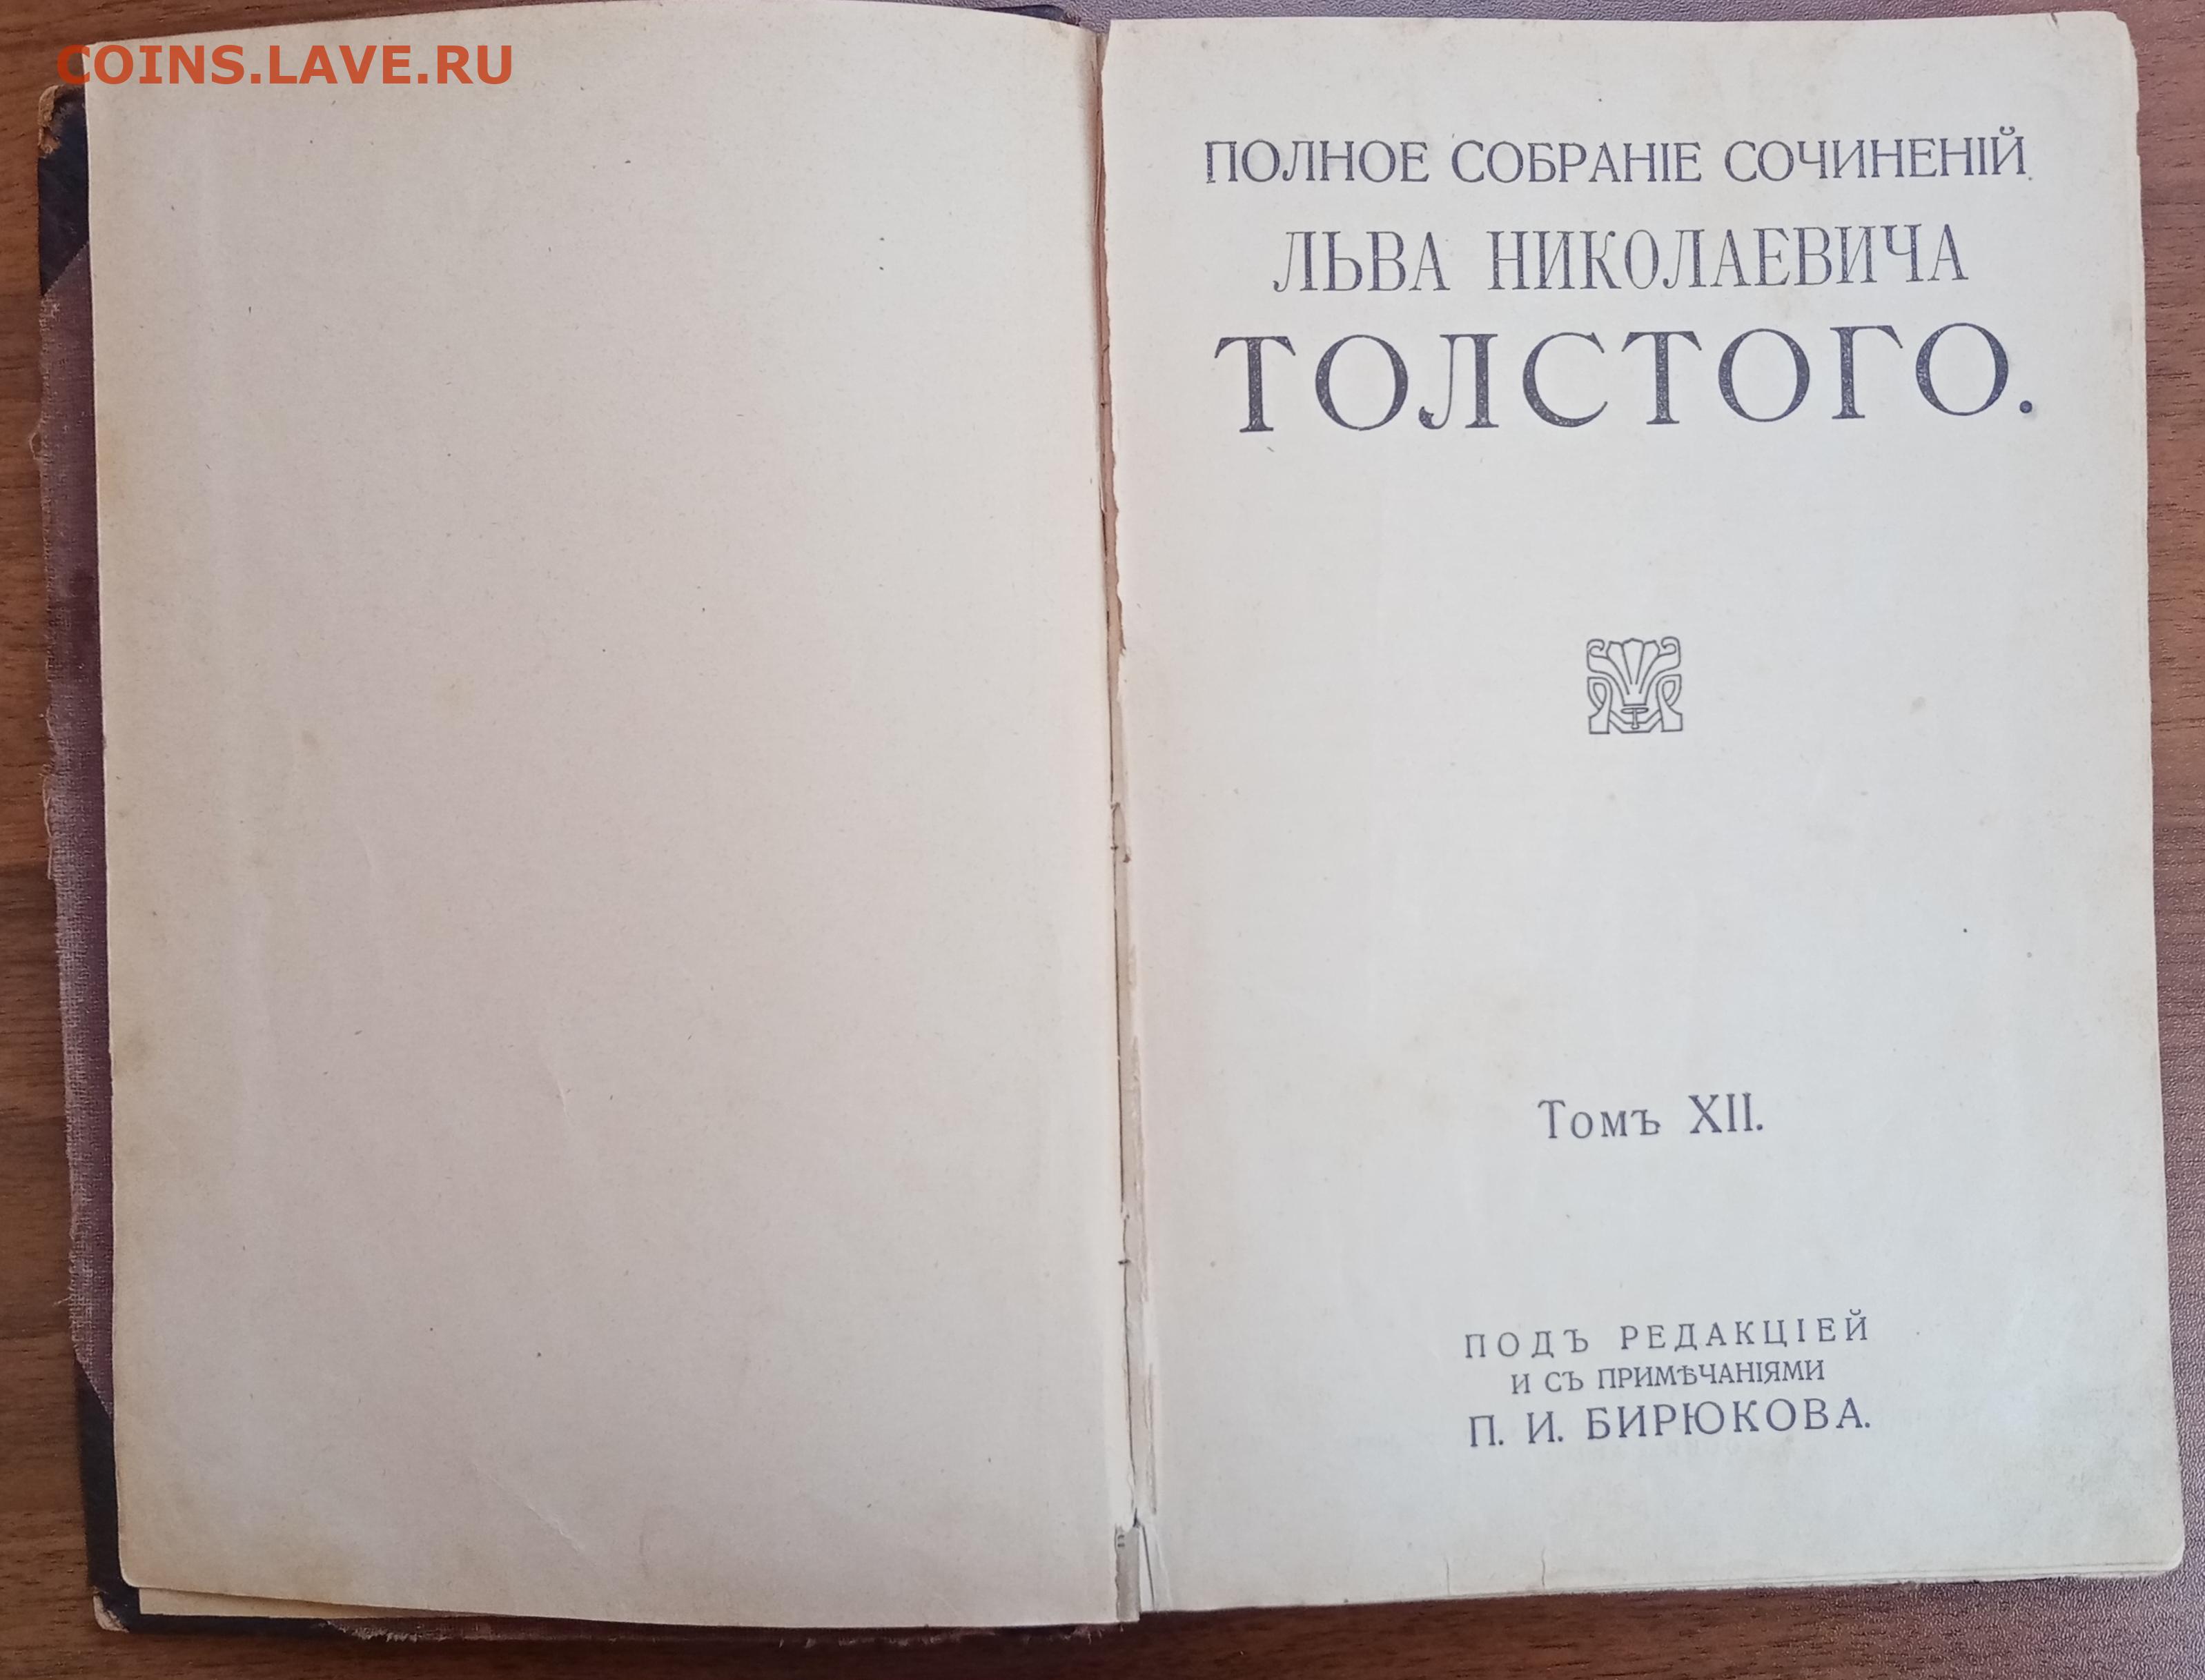 COINS.LAVE.RU
ПОЛНОЕ СОБРАНІЕ СОЧИНЕНІЙ
ЛЬВА НИКОЛАЕВИЧА
ТОЛСТОГО.
Томъ XII.
ПОДЪ РЕДАКЦІЕЙ
И СЪ ПРИМѢЧАНІЯМИ
П. И. БИРЮКОВА.